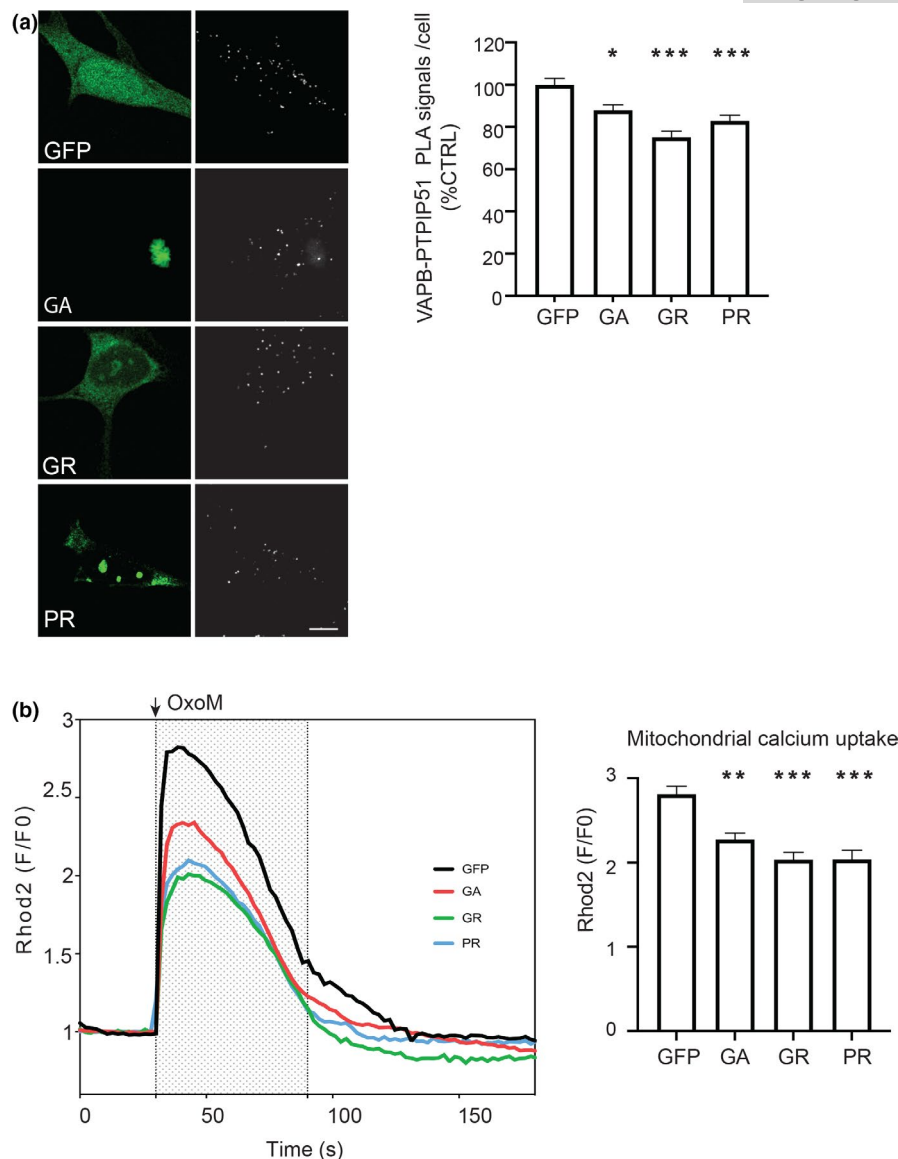 (a)
GFP
GA
GR
PR
VAPB-PTPIP51 PLA signals /cell
(%CTRL)
120
100
80
60
40
20
0
* *** ***
GFP GA GR PR
(b)
OxoM
Rhod2 (F/F0)
3
2.5
2
1.5
1
0 50 100 150
Time (s)
GFP
GA
GR
PR
Mitochondrial calcium uptake
Rhod2 (F/F0)
3
2
1
0
** *** ***
GFP GA GR PR